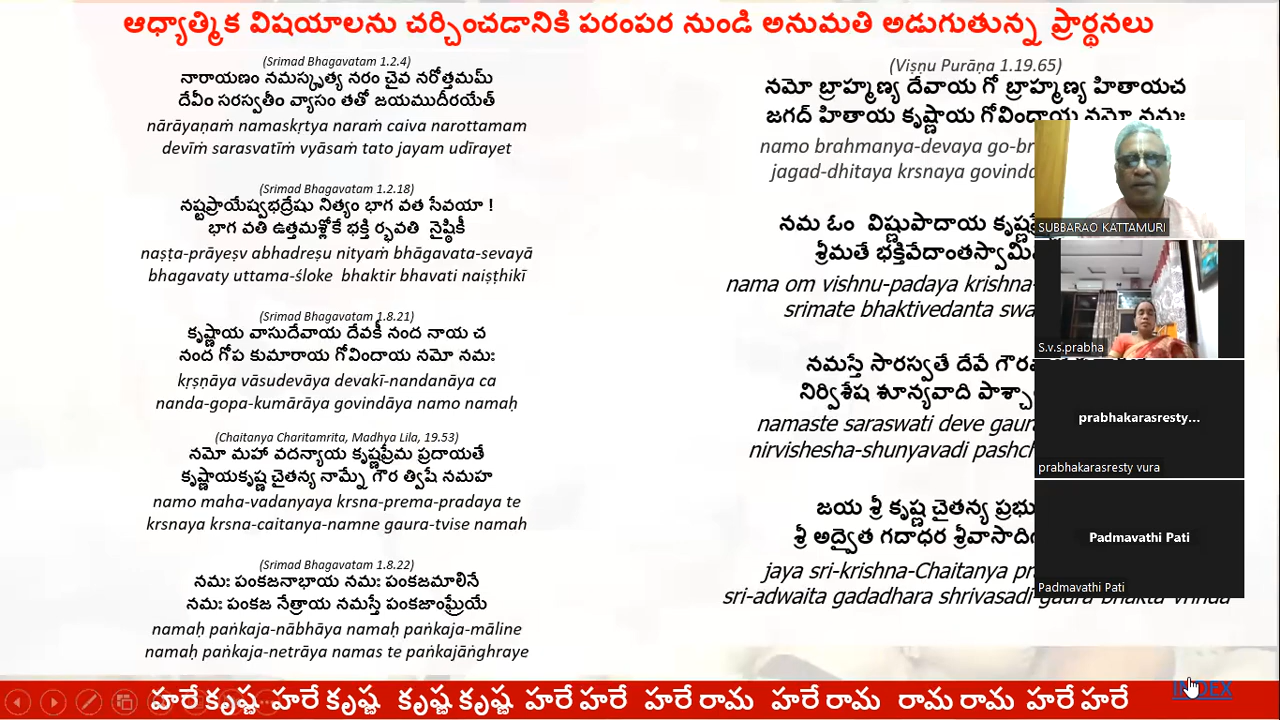 ఆధ్యాత్మిక విషయాలను చర్చించడానికి పరంపర నుండి అనుమతి అడుగుతున్న ప్రార్థనలు
(Srimad Bhagavatam 1.2.4)
నారాయణం నమస్కృత్య నరం చైవ నరోత్తమమ్
దేవీం సరస్వతీం వ్యాసం తతో జయముదీరయేత్
nārāyaṇaṁ namaskṛtya naraṁ caiva narottamam
devīṁ sarasvatīṁ vyāsaṁ tato jayam udīrayet
(Srimad Bhagavatam 1.2.18)
నష్టప్రాయేష్వభద్రేషు నిత్యం భాగ వత సేవయా !
భాగ వతి ఉత్తమశ్లోకే భక్తి ర్భవతి నైష్ఠికీ
naṣṭa-prāyeṣv abhadreṣu nityaṁ bhāgavata-sevayā
bhagavaty uttama-śloke bhaktir bhavati naiṣṭhikī
(Srimad Bhagavatam 1.8.21)
కృష్ణాయ వాసుదేవాయ దేవకీ నంద నాయ చ
నంద గోప కుమారాయ గోవిందాయ నమో నమః
kṛṣṇāya vāsudevāya devakī-nandanāya ca
nanda-gopa-kumārāya govindāya namo namaḥ
(Chaitanya Charitamrita, Madhya Lila, 19.53)
నమో మహా వదన్యాయ కృష్ణప్రేమ ప్రదాయతే
కృష్ణాయకృష్ణ చైతన్య నామ్నే గౌర త్విషే నమహ
namo maha-vadanyaya krsna-prema-pradaya te
krsnaya krsna-caitanya-namne gaura-tvise namah
(Srimad Bhagavatam 1.8.22)
నమః పంకజనాభాయ నమః పంకజమాలినే
నమః పంకజ నేత్రాయ నమస్తే పంకజాంఘ్రయే
namaḥ paṅkaja-nābhāya namaḥ paṅkaja-māline
namaḥ paṅkaja-netrāya namas te paṅkajāṅghraye
(Viṣṇu Purāṇa 1.19.65)
నమో బ్రాహ్మణ్య దేవాయ గో బ్రాహ్మణ్య హితాయచ
జగద్ హితాయ కృష్ణాయ గోవిందాయ నమో నమః
namo brahmanya-devaya go-br
jagad-dhitaya krsnaya govinda
నమ ఓం విష్ణుపాదాయ
శ్రీమతే
nama om vishnu-padaya krishna-
srimate bhaktivedanta swa
నమస్తే సారస్వతే దేవే
నిర్విశేష శూన్యవాది
namaste saraswati deve gaur
nirvishesha-shunyavadi pashch
జయ శ్రీ కృష్ణ చైతన్య
శ్రీ అద్వైత గదాధర
jaya sri-krishna-Chaitanya pr
sri-adwaita gadadhara shrivasadi-gaura-bhakta-vrinda
SUBBARAO KATTAMURI
S.v.s.prabha
prabhakarasresty...
prabhakarasresty vura
Padmavathi Pati
Padmavathi Pati
హరే కృష్ణ హరే కృష్ణ కృష్ణ కృష్ణ హరే హరే హరే రామ హరే రామ రామ రామ హరే హరే
INDEX